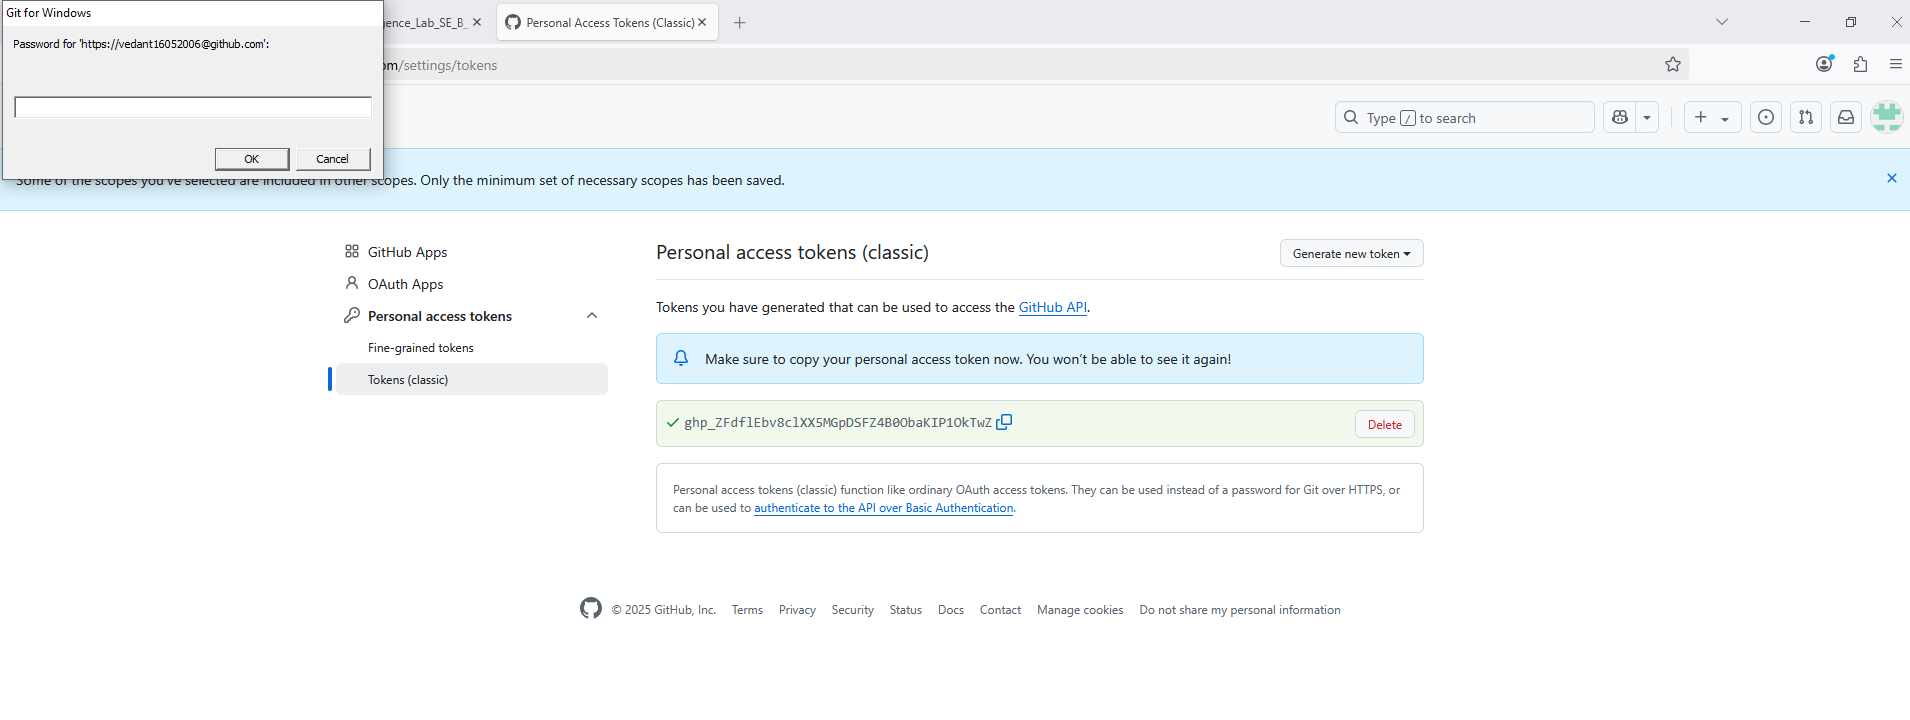 Git for Windows
Password for 'https://vedant16052006@github.com':
OK
Cancel
gence_Lab_SE_B_
Personal Access Tokens (Classic)
om/settings/tokens
Type / to search
Some of the scopes you've selected are included in other scopes. Only the minimum set of necessary scopes has been saved.
GitHub Apps
OAuth Apps
Personal access tokens
Fine-grained tokens
Tokens (classic)
Personal access tokens (classic)
Generate new token
Tokens you have generated that can be used to access the GitHub API.
Make sure to copy your personal access token now. You won't be able to see it again!
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
Delete
Personal access tokens (classic) function like ordinary OAuth access tokens. They can be used instead of a password for Git over HTTPS, or
can be used to authenticate to the API over Basic Authentication.
© 2025 GitHub, Inc.
Terms
Privacy
Security
Status
Docs
Contact
Manage cookies
Do not share my personal information